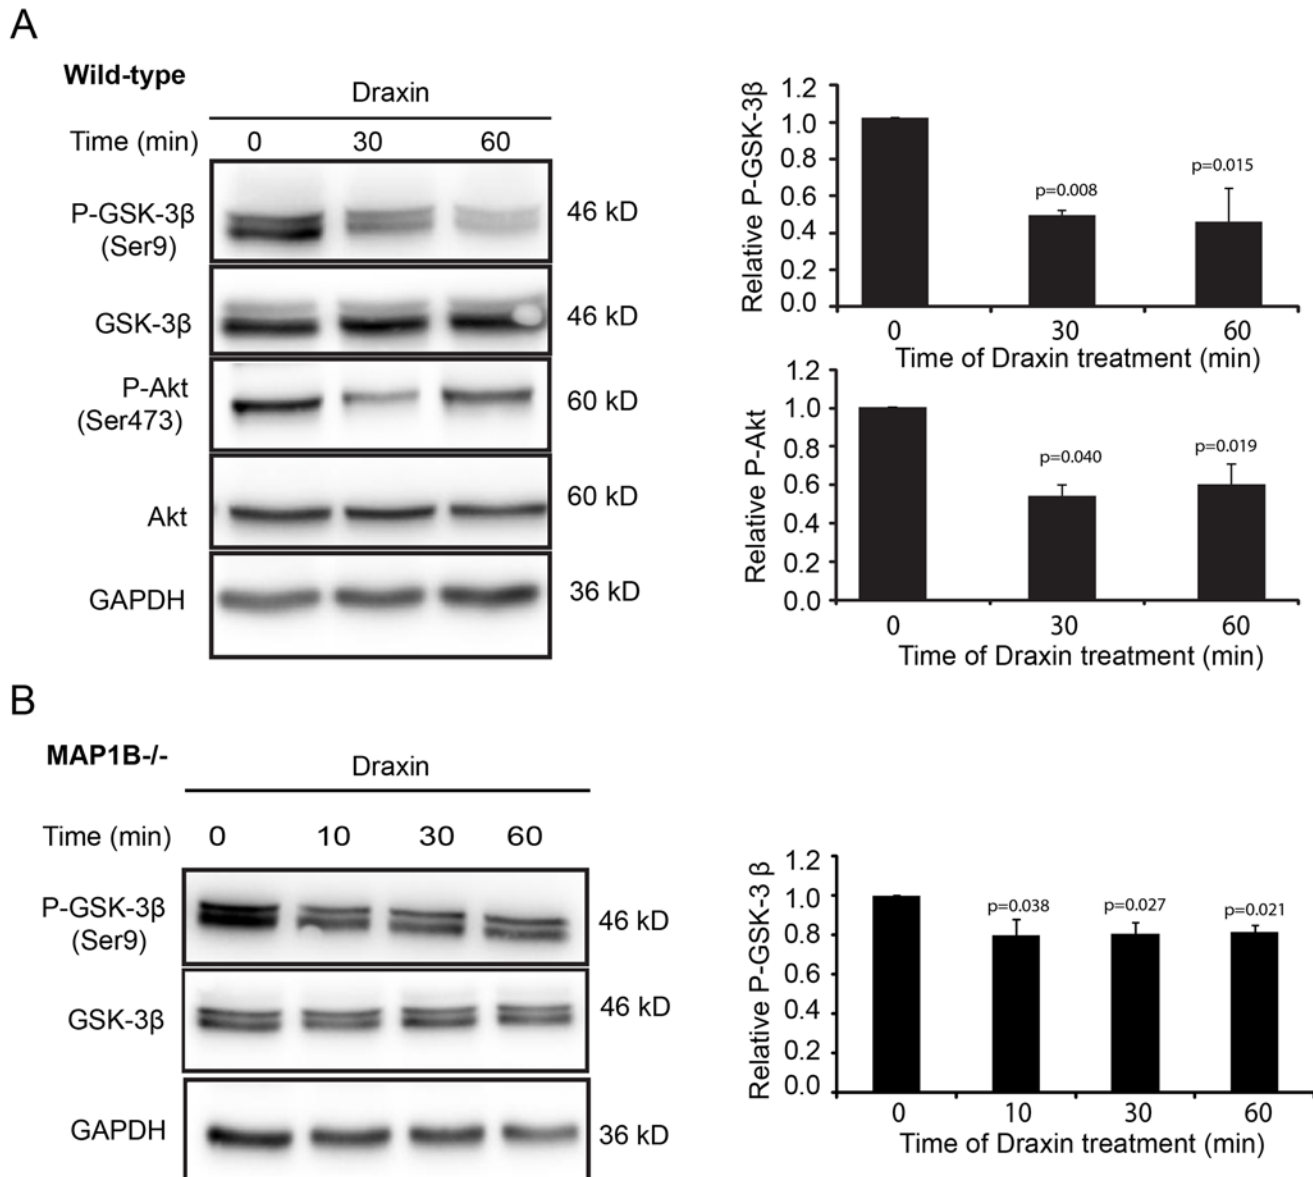 A
Wild-type
Draxin
Time (min) 0 30 60
P-GSK-3β
(Ser9)
46 kD
GSK-3β
46 kD
P-Akt
(Ser473)
60 kD
Akt
60 kD
GAPDH
36 kD
Relative P-GSK-3β
1.2
1.0
0.8
0.6
0.4
0.2
0.0
p=0.008
p=0.015
0 30 60
Time of Draxin treatment (min)
Relative P-Akt
1.2
1.0
0.8
0.6
0.4
0.2
0.0
p=0.040
p=0.019
0 30 60
Time of Draxin treatment (min)
B
MAP1B-/-
Draxin
Time (min) 0 10 30 60
P-GSK-3β
(Ser9)
46 kD
GSK-3β
46 kD
GAPDH
36 kD
Relative P-GSK-3 β
1.2
1.0
0.8
0.6
0.4
0.2
0.0
p=0.038
p=0.027
p=0.021
0 10 30 60
Time of Draxin treatment (min)